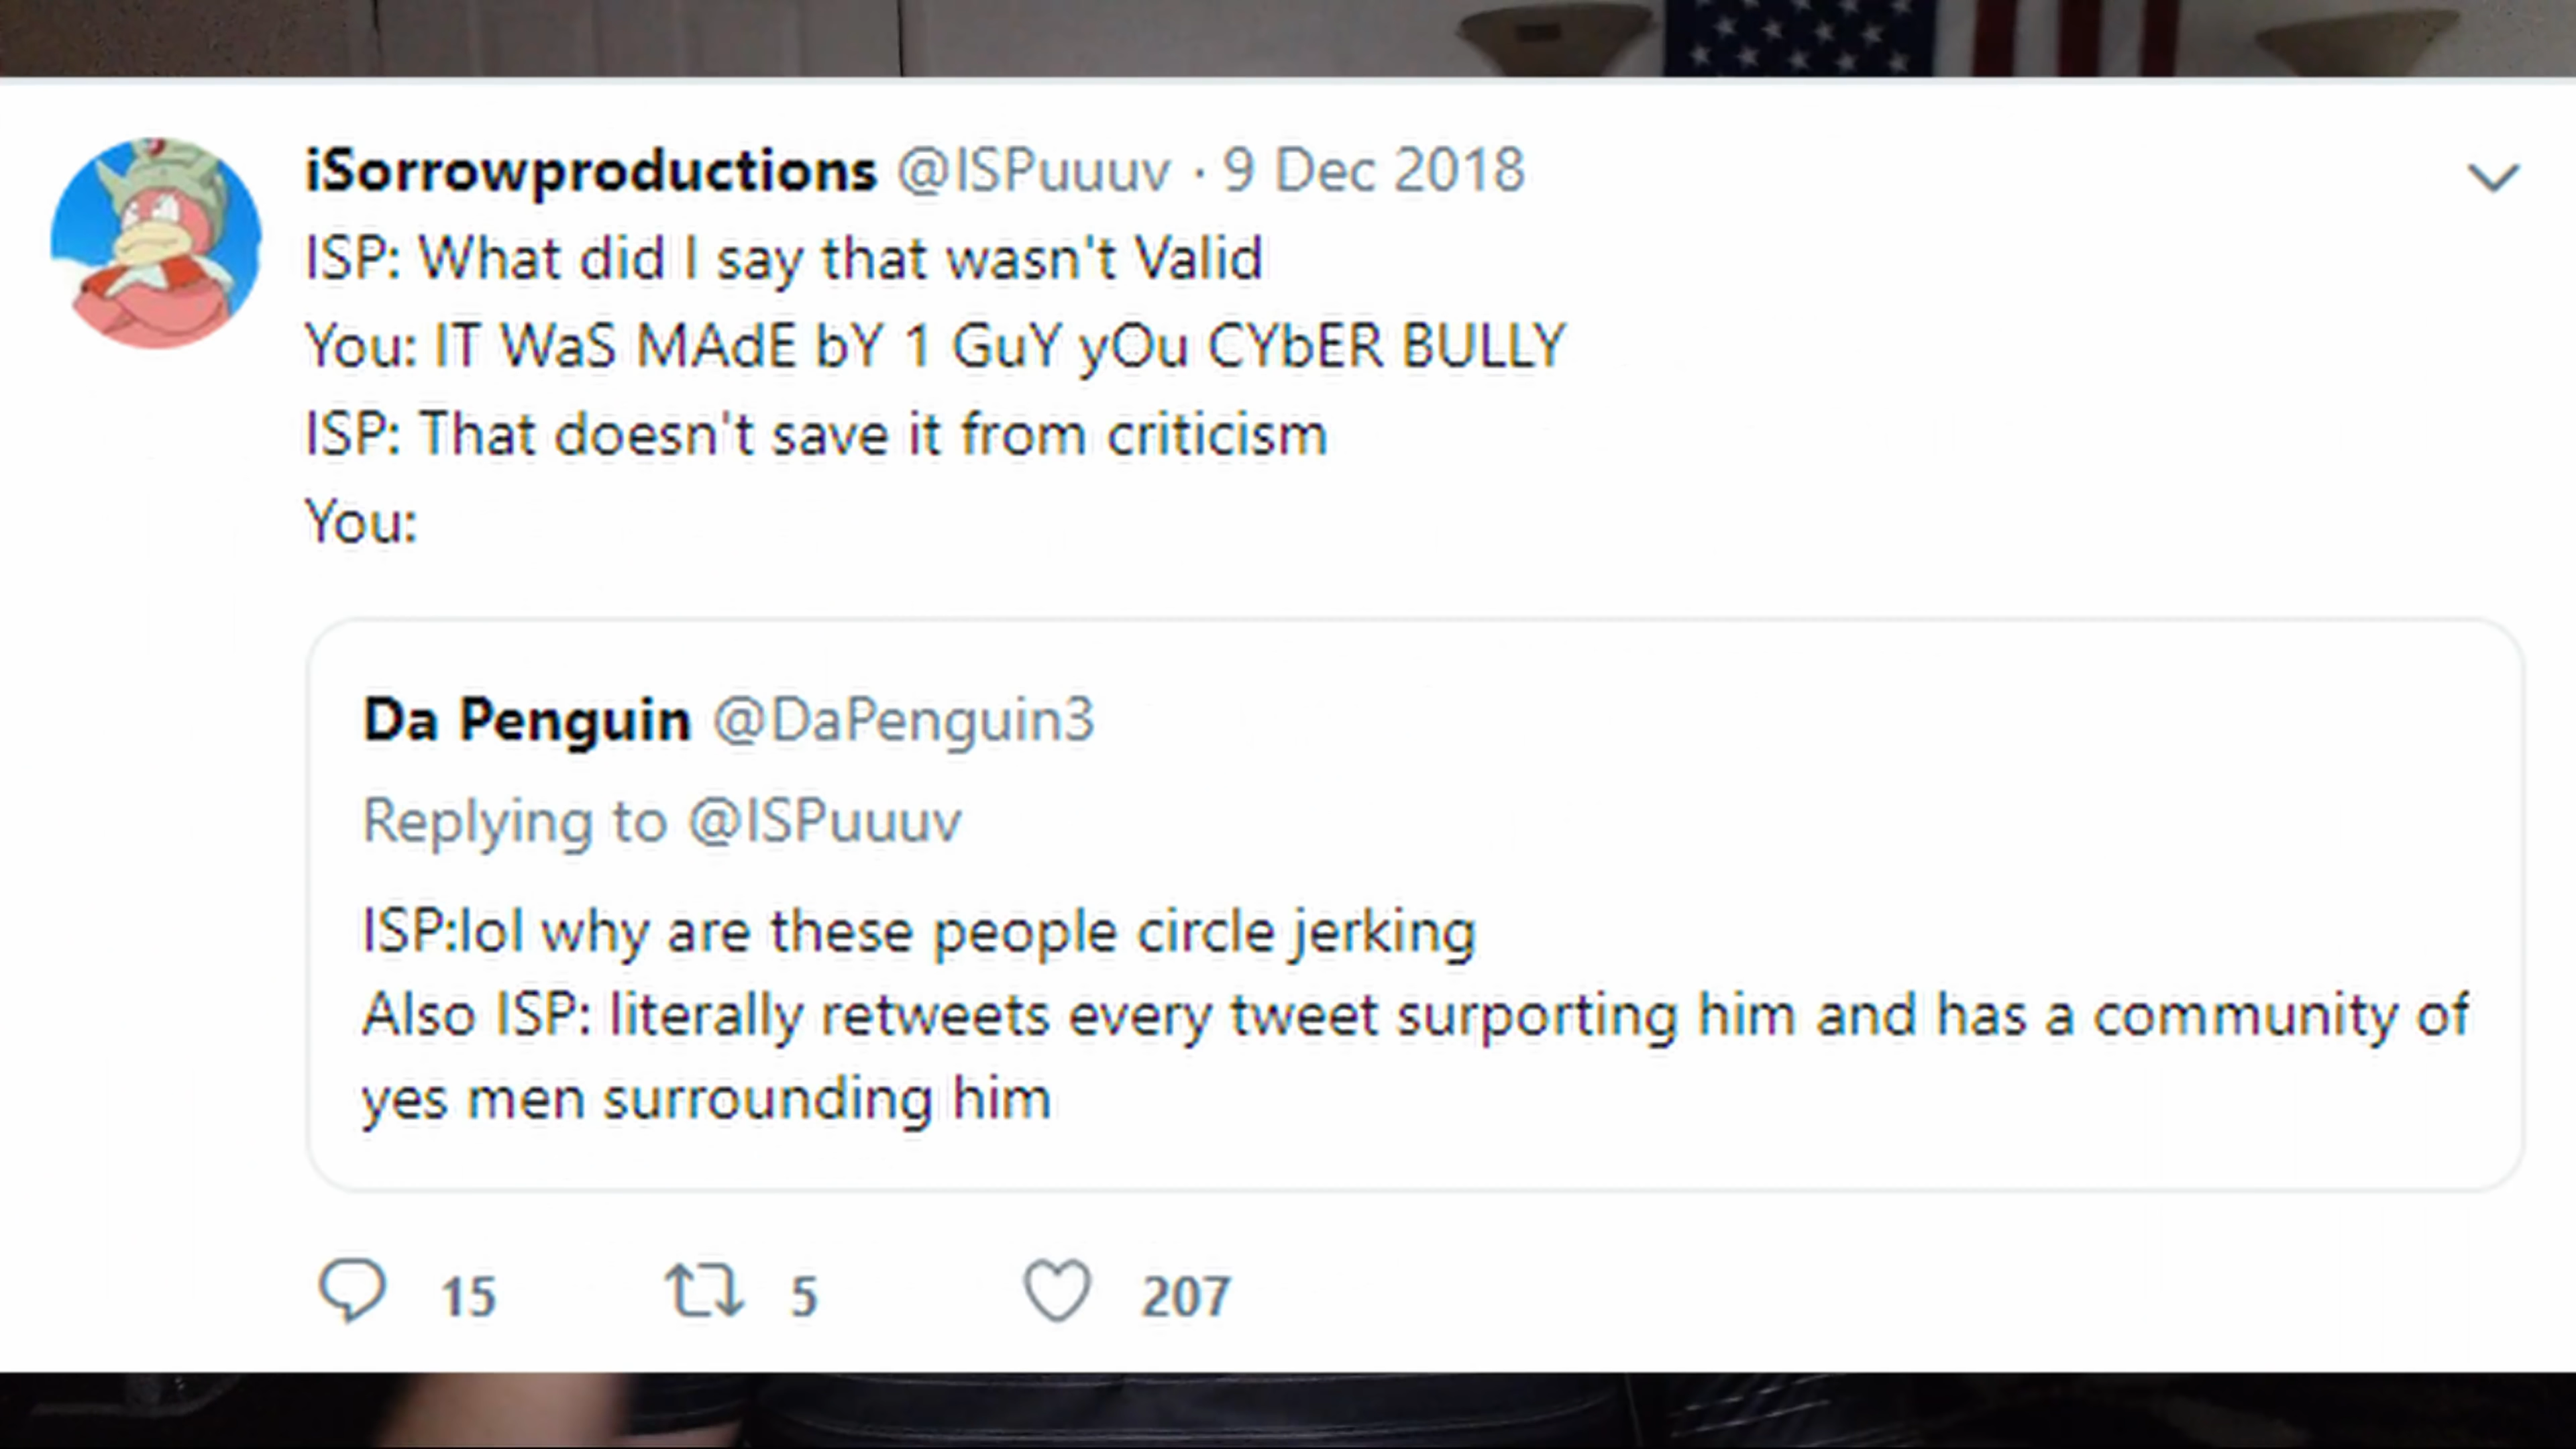 iSorrowproductions @ISPuuuv · 9 Dec 2018
ISP: What did I say that wasn't Valid
You: IT WaS MAdE bY 1 GuY yOu CYbER BULLY
ISP: That doesn't save it from criticism
You:
Da Penguin @DaPenguin3
Replying to @ISPuuuv
ISP:lol why are these people circle jerking
Also ISP: literally retweets every tweet surporting him and has a community of
yes men surrounding him
15 5 207